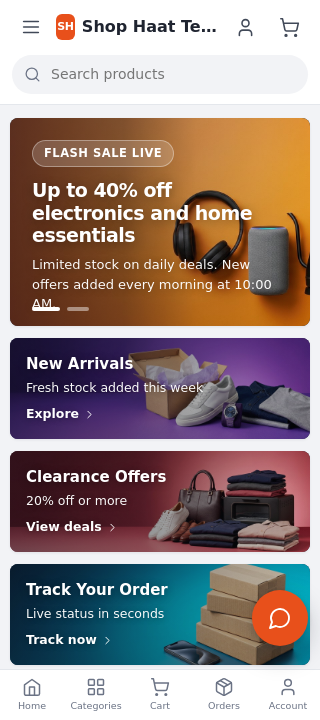 SH Shop Haat Te...
Search products
FLASH SALE LIVE
Up to 40% off
electronics and home
essentials
Limited stock on daily deals. New
offers added every morning at 10:00
AM.
New Arrivals
Fresh stock added this week
Explore
Clearance Offers
20% off or more
View deals
Track Your Order
Live status in seconds
Track now
Home Categories Cart Orders Account